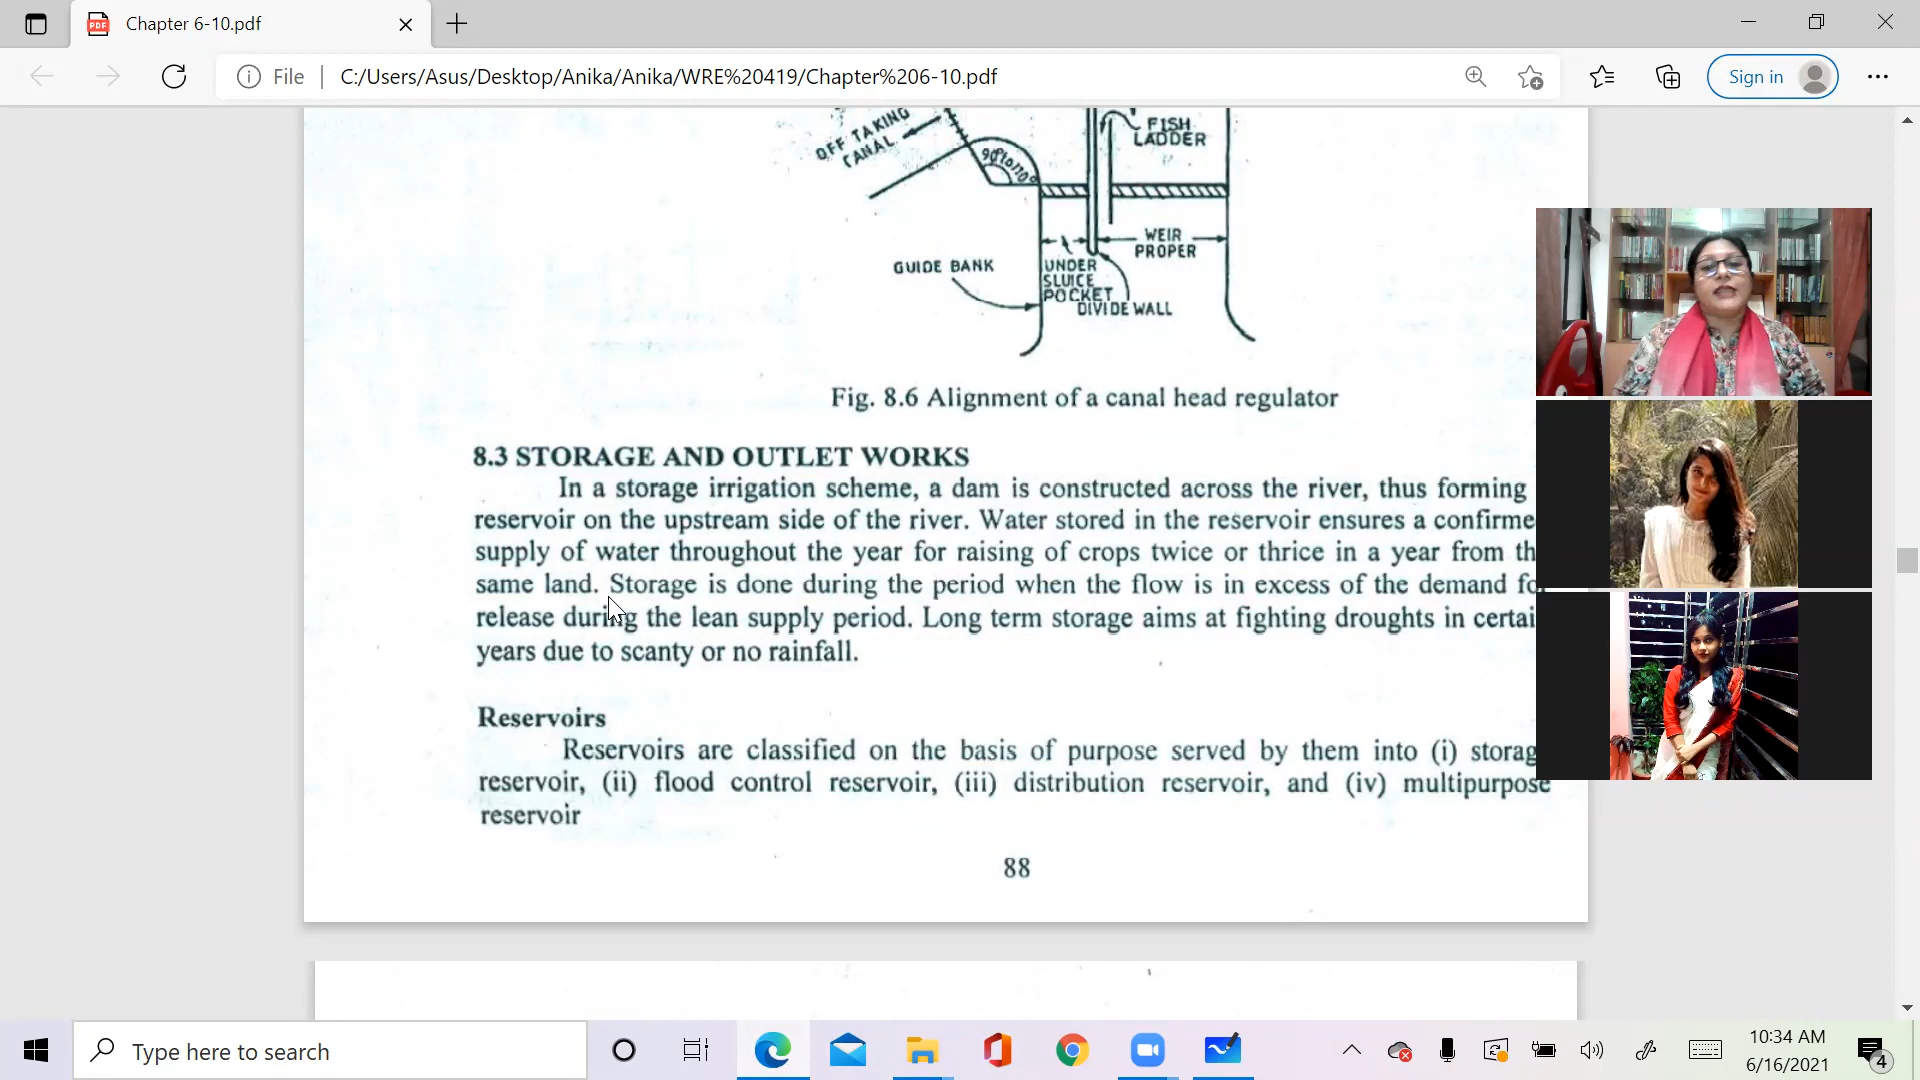 Chapter 6-10.pdf
File
C:/Users/Asus/Desktop/Anika/Anika/WRE%20419/Chapter%206-10.pdf
Sign in
PDF
OFF TAKING
CANAL
90° to 110°
FISH
LADDER
WEIR
PROPER
GUIDE BANK
UNDER
SLUICE
POCKET
DIVIDE WALL
Fig. 8.6 Alignment of a canal head regulator
8.3 STORAGE AND OUTLET WORKS
In a storage irrigation scheme, a dam is constructed across the river, thus forming
reservoir on the upstream side of the river. Water stored in the reservoir ensures a confirme
supply of water throughout the year for raising of crops twice or thrice in a year from th
same land. Storage is done during the period when the flow is in excess of the demand fo
release during the lean supply period. Long term storage aims at fighting droughts in certai
years due to scanty or no rainfall.
Reservoirs
Reservoirs are classified on the basis of purpose served by them into (i) storag
reservoir, (ii) flood control reservoir, (iii) distribution reservoir, and (iv) multipurpose
reservoir
88
Type here to search
10:34 AM
6/16/2021
4